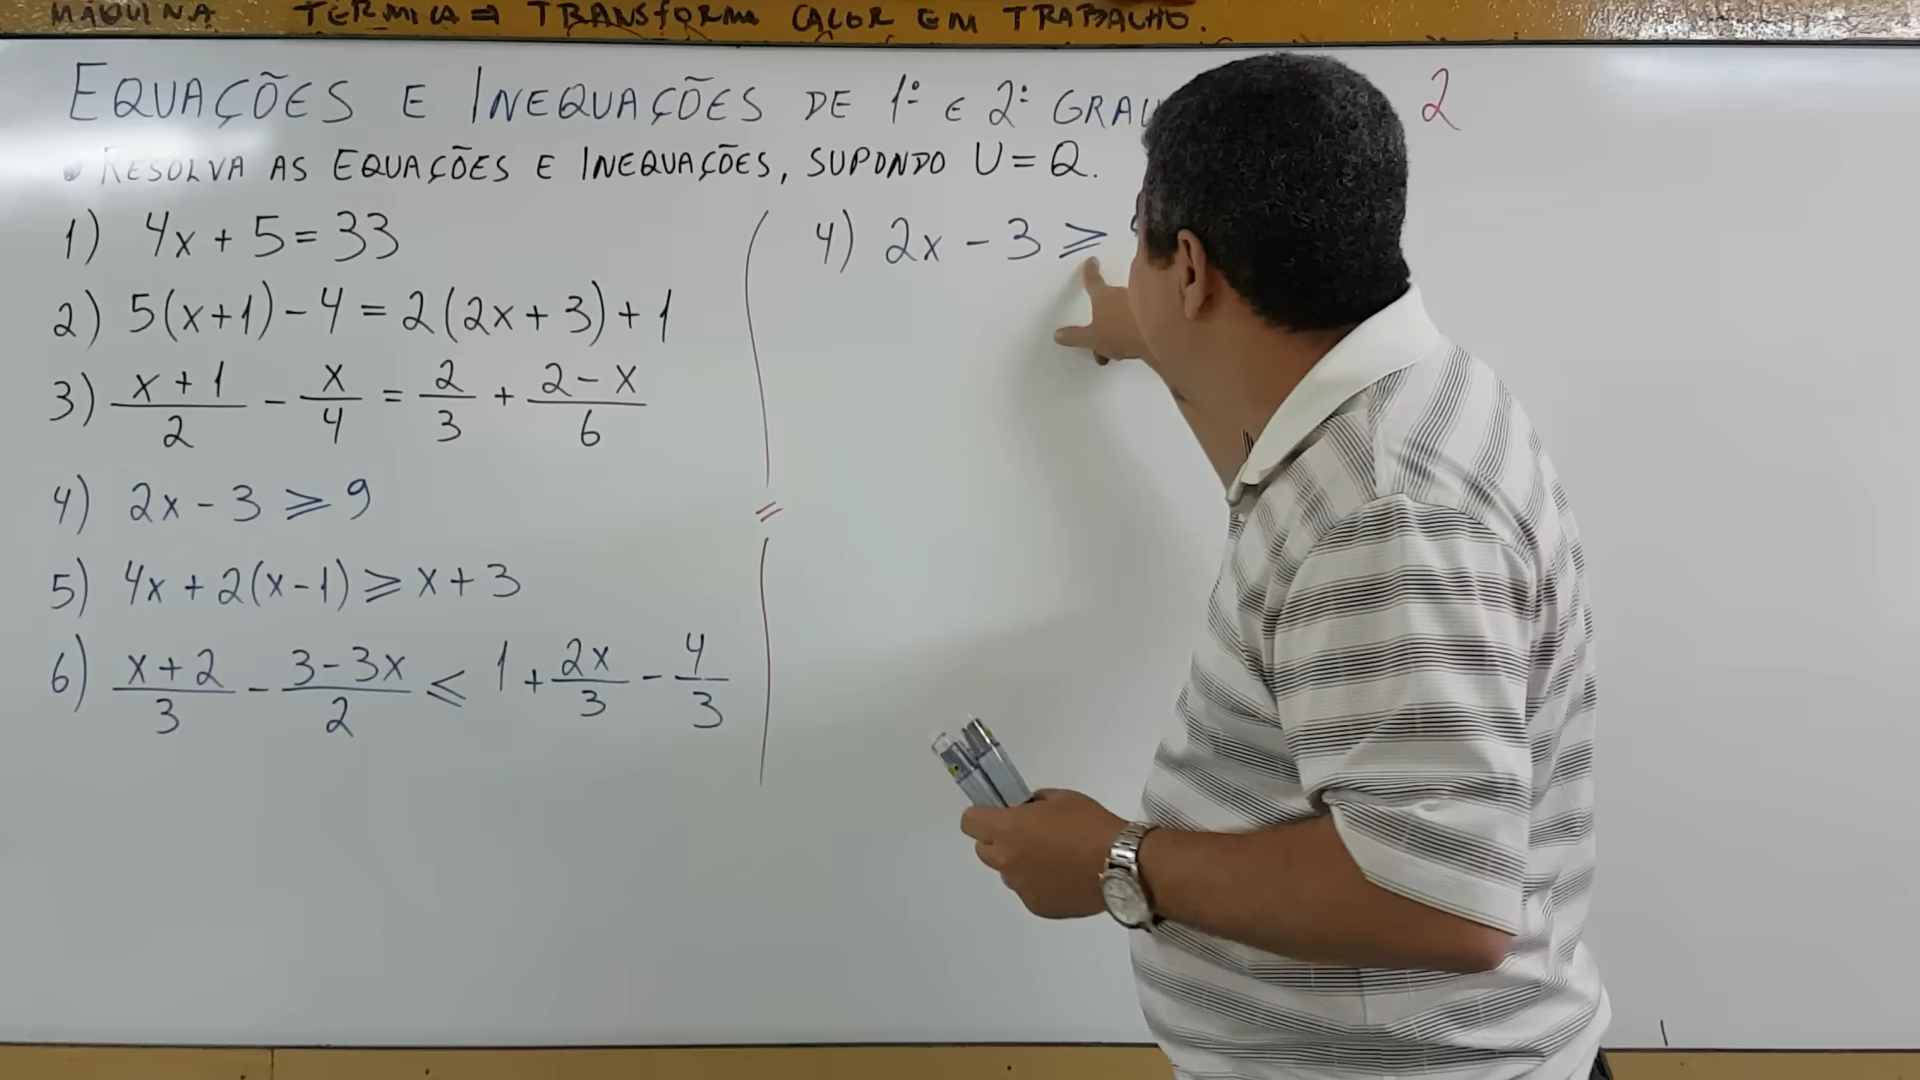 MÁQUINA TÉRMICA ⇒ TRANSFORMA CALOR EM TRABALHO.
EQUAÇÕES E INEQUAÇÕES DE 1º E 2º GRAU 2
• RESOLVA AS EQUAÇÕES E INEQUAÇÕES, SUPONDO U = Q.
1) 4x + 5 = 33
2) 5(x+1) - 4 = 2(2x + 3) + 1
3) (x + 1)/2 - x/4 = 2/3 + (2 - x)/6
4) 2x - 3 ⩾ 9
5) 4x + 2(x - 1) ⩾ x + 3
6) (x + 2)/3 - (3 - 3x)/2 ⩽ 1 + 2x/3 - 4/3
4) 2x - 3 ⩾